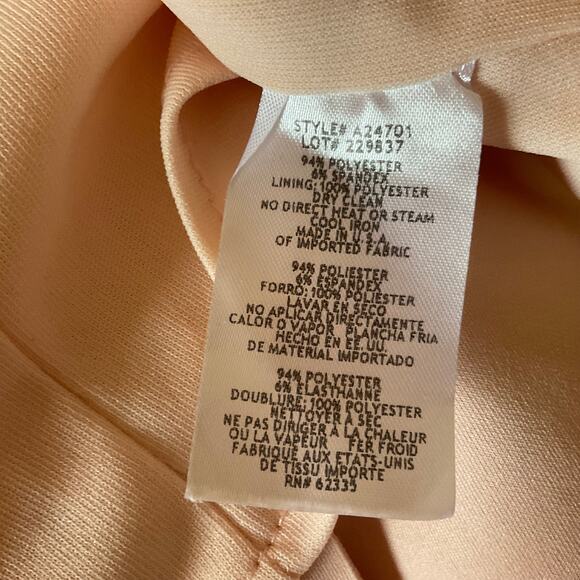 STYLE# A24701
LOT# 229837
94% POLYESTER
6% SPANDEX
LINING: 100% POLYESTER
DRY CLEAN
NO DIRECT HEAT OR STEAM
COOL IRON
MADE IN U.S.A.
OF IMPORTED FABRIC
94% POLIESTER
6% ESPANDEX
FORRO: 100% POLIESTER
LAVAR EN SECO
NO APLICAR DIRECTAMENTE
CALOR O VAPOR PLANCHA FRIA
HECHO EN EE.UU.
DE MATERIAL IMPORTADO
94% POLYESTER
6% ELASTHANNE
DOUBLURE: 100% POLYESTER
NETTOYER A SEC
NE PAS DIRIGER A LA CHALEUR
OU LA VAPEUR FER FROID
FABRIQUE AUX ETATS-UNIS
DE TISSU IMPORTE
RN# 62335